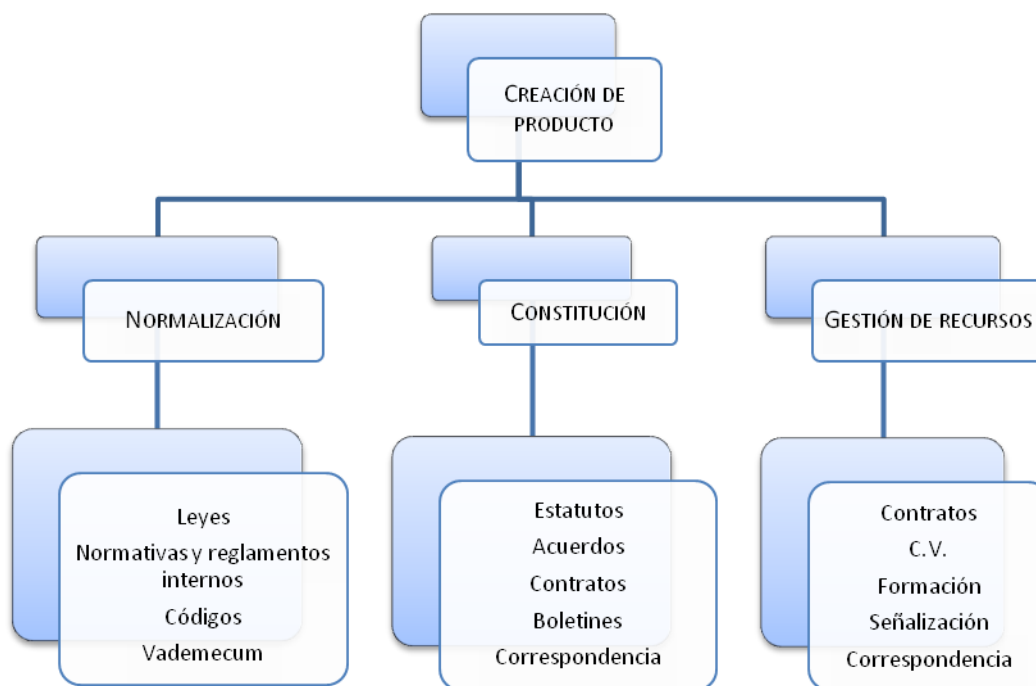 CREACIÓN DE
PRODUCTO
NORMALIZACIÓN
CONSTITUCIÓN
GESTIÓN DE RECURSOS
Leyes
Normativas y reglamentos
internos
Códigos
Vademecum
Estatutos
Acuerdos
Contratos
Boletines
Correspondencia
Contratos
C.V.
Formación
Señalización
Correspondencia